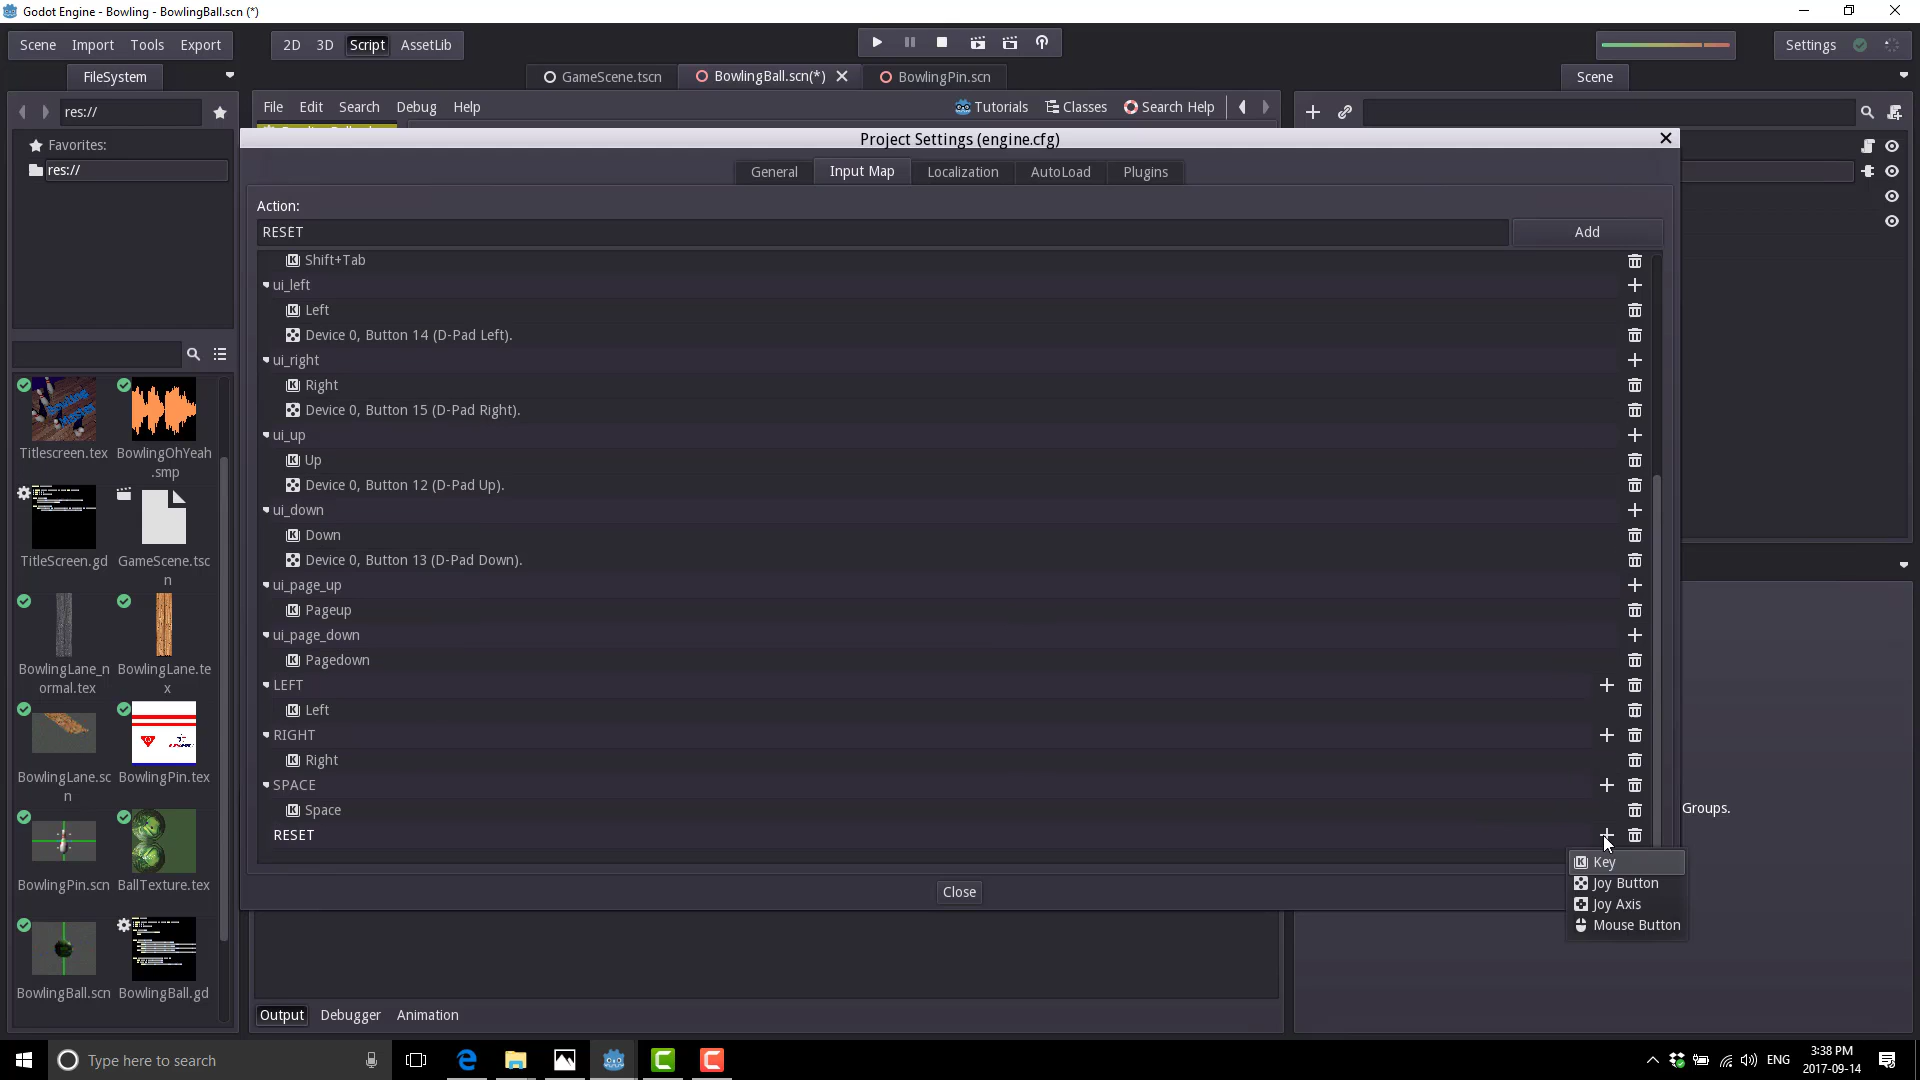 Godot Engine - Bowling - BowlingBall.scn (*)
Scene Import Tools Export
2D 3D Script AssetLib
Settings
FileSystem
GameScene.tscn
BowlingBall.scn(*)
BowlingPin.scn
Scene
res://
File Edit Search Debug Help
Tutorials Classes Search Help
Favorites:
res://
Project Settings (engine.cfg)
General Input Map Localization AutoLoad Plugins
Action:
RESET
Add
Shift+Tab
ui_left
Left
Device 0, Button 14 (D-Pad Left).
ui_right
Right
Device 0, Button 15 (D-Pad Right).
ui_up
Up
Device 0, Button 12 (D-Pad Up).
ui_down
Down
Device 0, Button 13 (D-Pad Down).
ui_page_up
Pageup
ui_page_down
Pagedown
LEFT
Left
RIGHT
Right
SPACE
Space
RESET
Key
Joy Button
Joy Axis
Mouse Button
Close
Groups.
Titlescreen.tex
BowlingOhYeah
.smp
TitleScreen.gd
GameScene.tsc
n
BowlingLane_n
ormal.tex
BowlingLane.te
x
BowlingLane.sc
n
BowlingPin.tex
BowlingPin.scn
BallTexture.tex
BowlingBall.scn
BowlingBall.gd
Output Debugger Animation
Type here to search
ENG
3:38 PM
2017-09-14